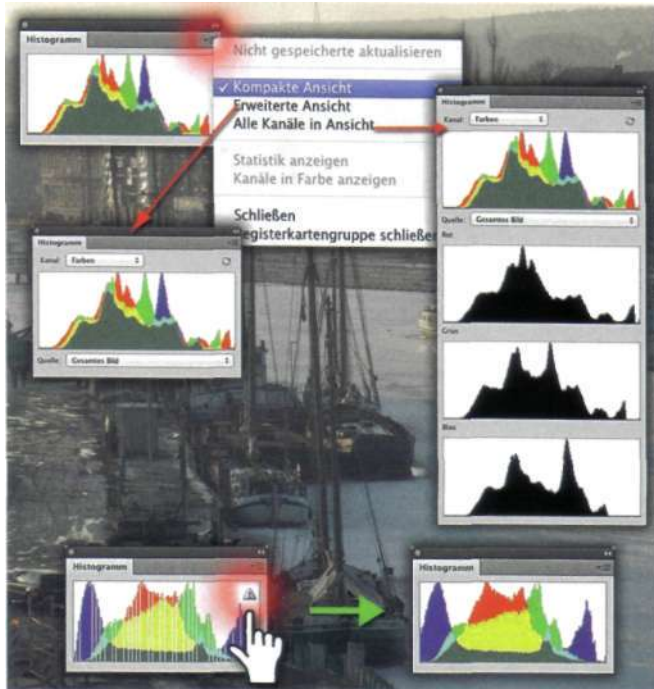 Histogramm
Nicht gespeicherte aktualisieren
✓ Kompakte Ansicht
Erweiterte Ansicht
Alle Kanäle in Ansicht
Statistik anzeigen
Kanäle in Farbe anzeigen
Schließen
Registerkartengruppe schließen
Histogramm
Kanal: Farben
Quelle: Gesamtes Bild
Histogramm
Kanal: Farben
Quelle: Gesamtes Bild
Rot
Grün
Blau
Histogramm
Histogramm